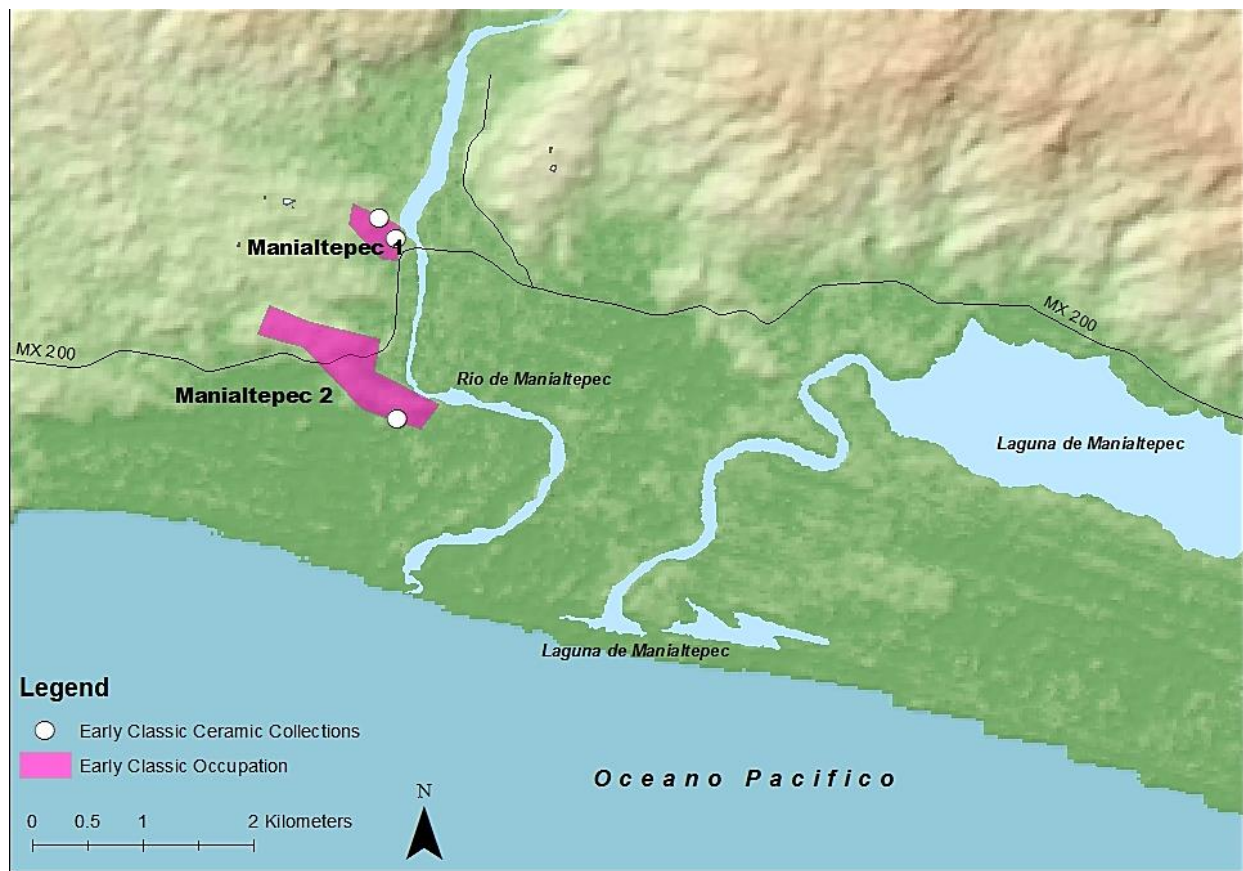 Manialtepec 1
MX 200
MX 200
Rio de Manialtepec
Manialtepec 2
Laguna de Manialtepec
Laguna de Manialtepec
Legend
Early Classic Ceramic Collections
Early Classic Occupation
Oceano Pacifico
N
0 0.5 1 2 Kilometers